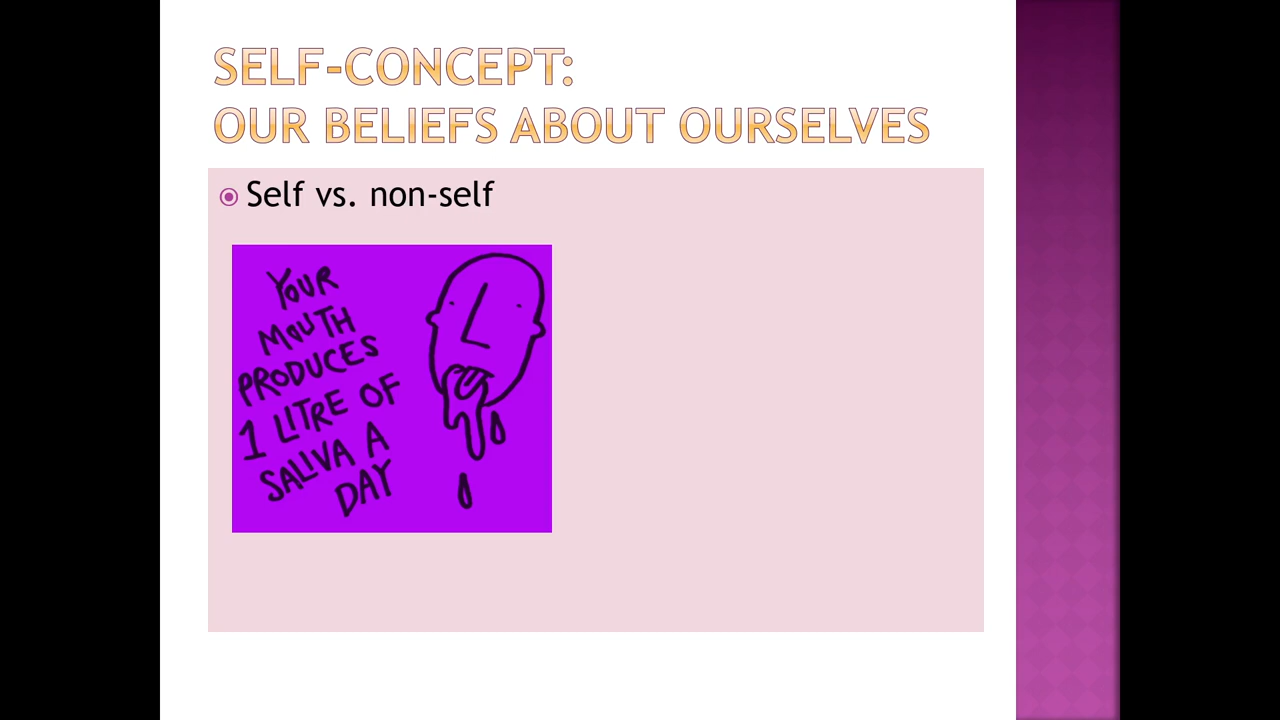 SELF-CONCEPT:
OUR BELIEFS ABOUT OURSELVES
Self vs. non-self
YOUR
MOUTH
PRODUCES
1 LITRE OF
SALIVA A
DAY